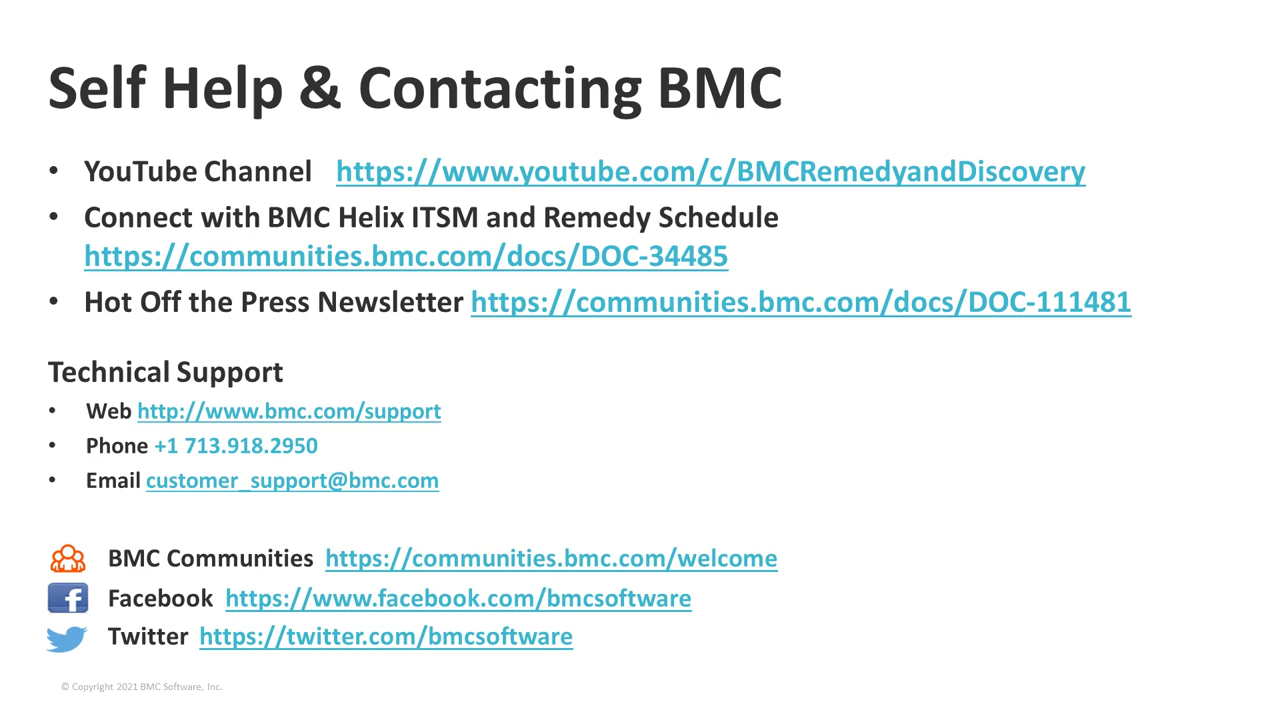 Self Help & Contacting BMC
• YouTube Channel https://www.youtube.com/c/BMCRemedyandDiscovery
• Connect with BMC Helix ITSM and Remedy Schedule
https://communities.bmc.com/docs/DOC-34485
• Hot Off the Press Newsletter https://communities.bmc.com/docs/DOC-111481
Technical Support
• Web http://www.bmc.com/support
• Phone +1 713.918.2950
• Email customer_support@bmc.com
BMC Communities https://communities.bmc.com/welcome
Facebook https://www.facebook.com/bmcsoftware
Twitter https://twitter.com/bmcsoftware
© Copyright 2021 BMC Software, Inc.